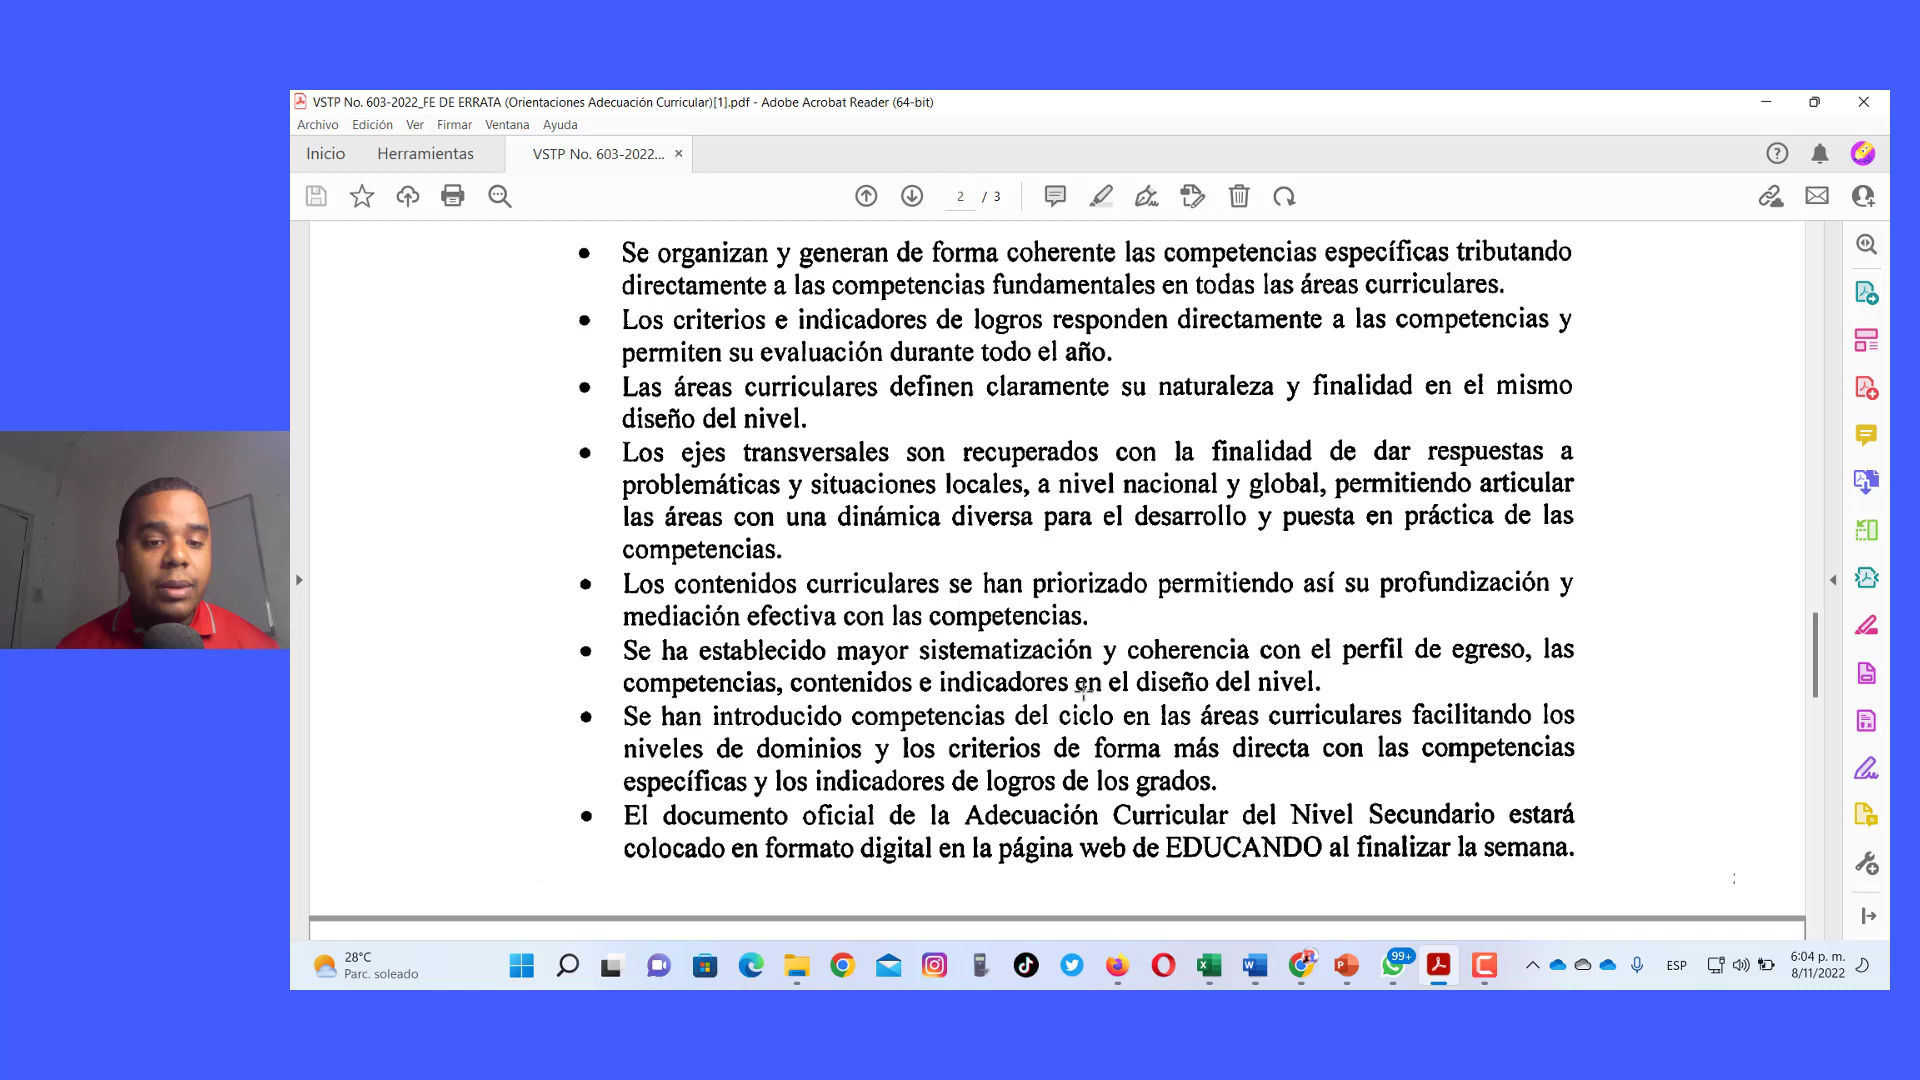 VSTP No. 603-2022_FE DE ERRATA (Orientaciones Adecuación Curricular)[1].pdf - Adobe Acrobat Reader (64-bit)
Archivo Edición Ver Firmar Ventana Ayuda
Inicio Herramientas VSTP No. 603-2022... ×
2 / 3
• Se organizan y generan de forma coherente las competencias específicas tributando
directamente a las competencias fundamentales en todas las áreas curriculares.
• Los criterios e indicadores de logros responden directamente a las competencias y
permiten su evaluación durante todo el año.
• Las áreas curriculares definen claramente su naturaleza y finalidad en el mismo
diseño del nivel.
• Los ejes transversales son recuperados con la finalidad de dar respuestas a
problemáticas y situaciones locales, a nivel nacional y global, permitiendo articular
las áreas con una dinámica diversa para el desarrollo y puesta en práctica de las
competencias.
• Los contenidos curriculares se han priorizado permitiendo así su profundización y
mediación efectiva con las competencias.
• Se ha establecido mayor sistematización y coherencia con el perfil de egreso, las
competencias, contenidos e indicadores en el diseño del nivel.
• Se han introducido competencias del ciclo en las áreas curriculares facilitando los
niveles de dominios y los criterios de forma más directa con las competencias
específicas y los indicadores de logros de los grados.
• El documento oficial de la Adecuación Curricular del Nivel Secundario estará
colocado en formato digital en la página web de EDUCANDO al finalizar la semana.
28°C
Parc. soleado
99+
ESP
6:04 p. m.
8/11/2022